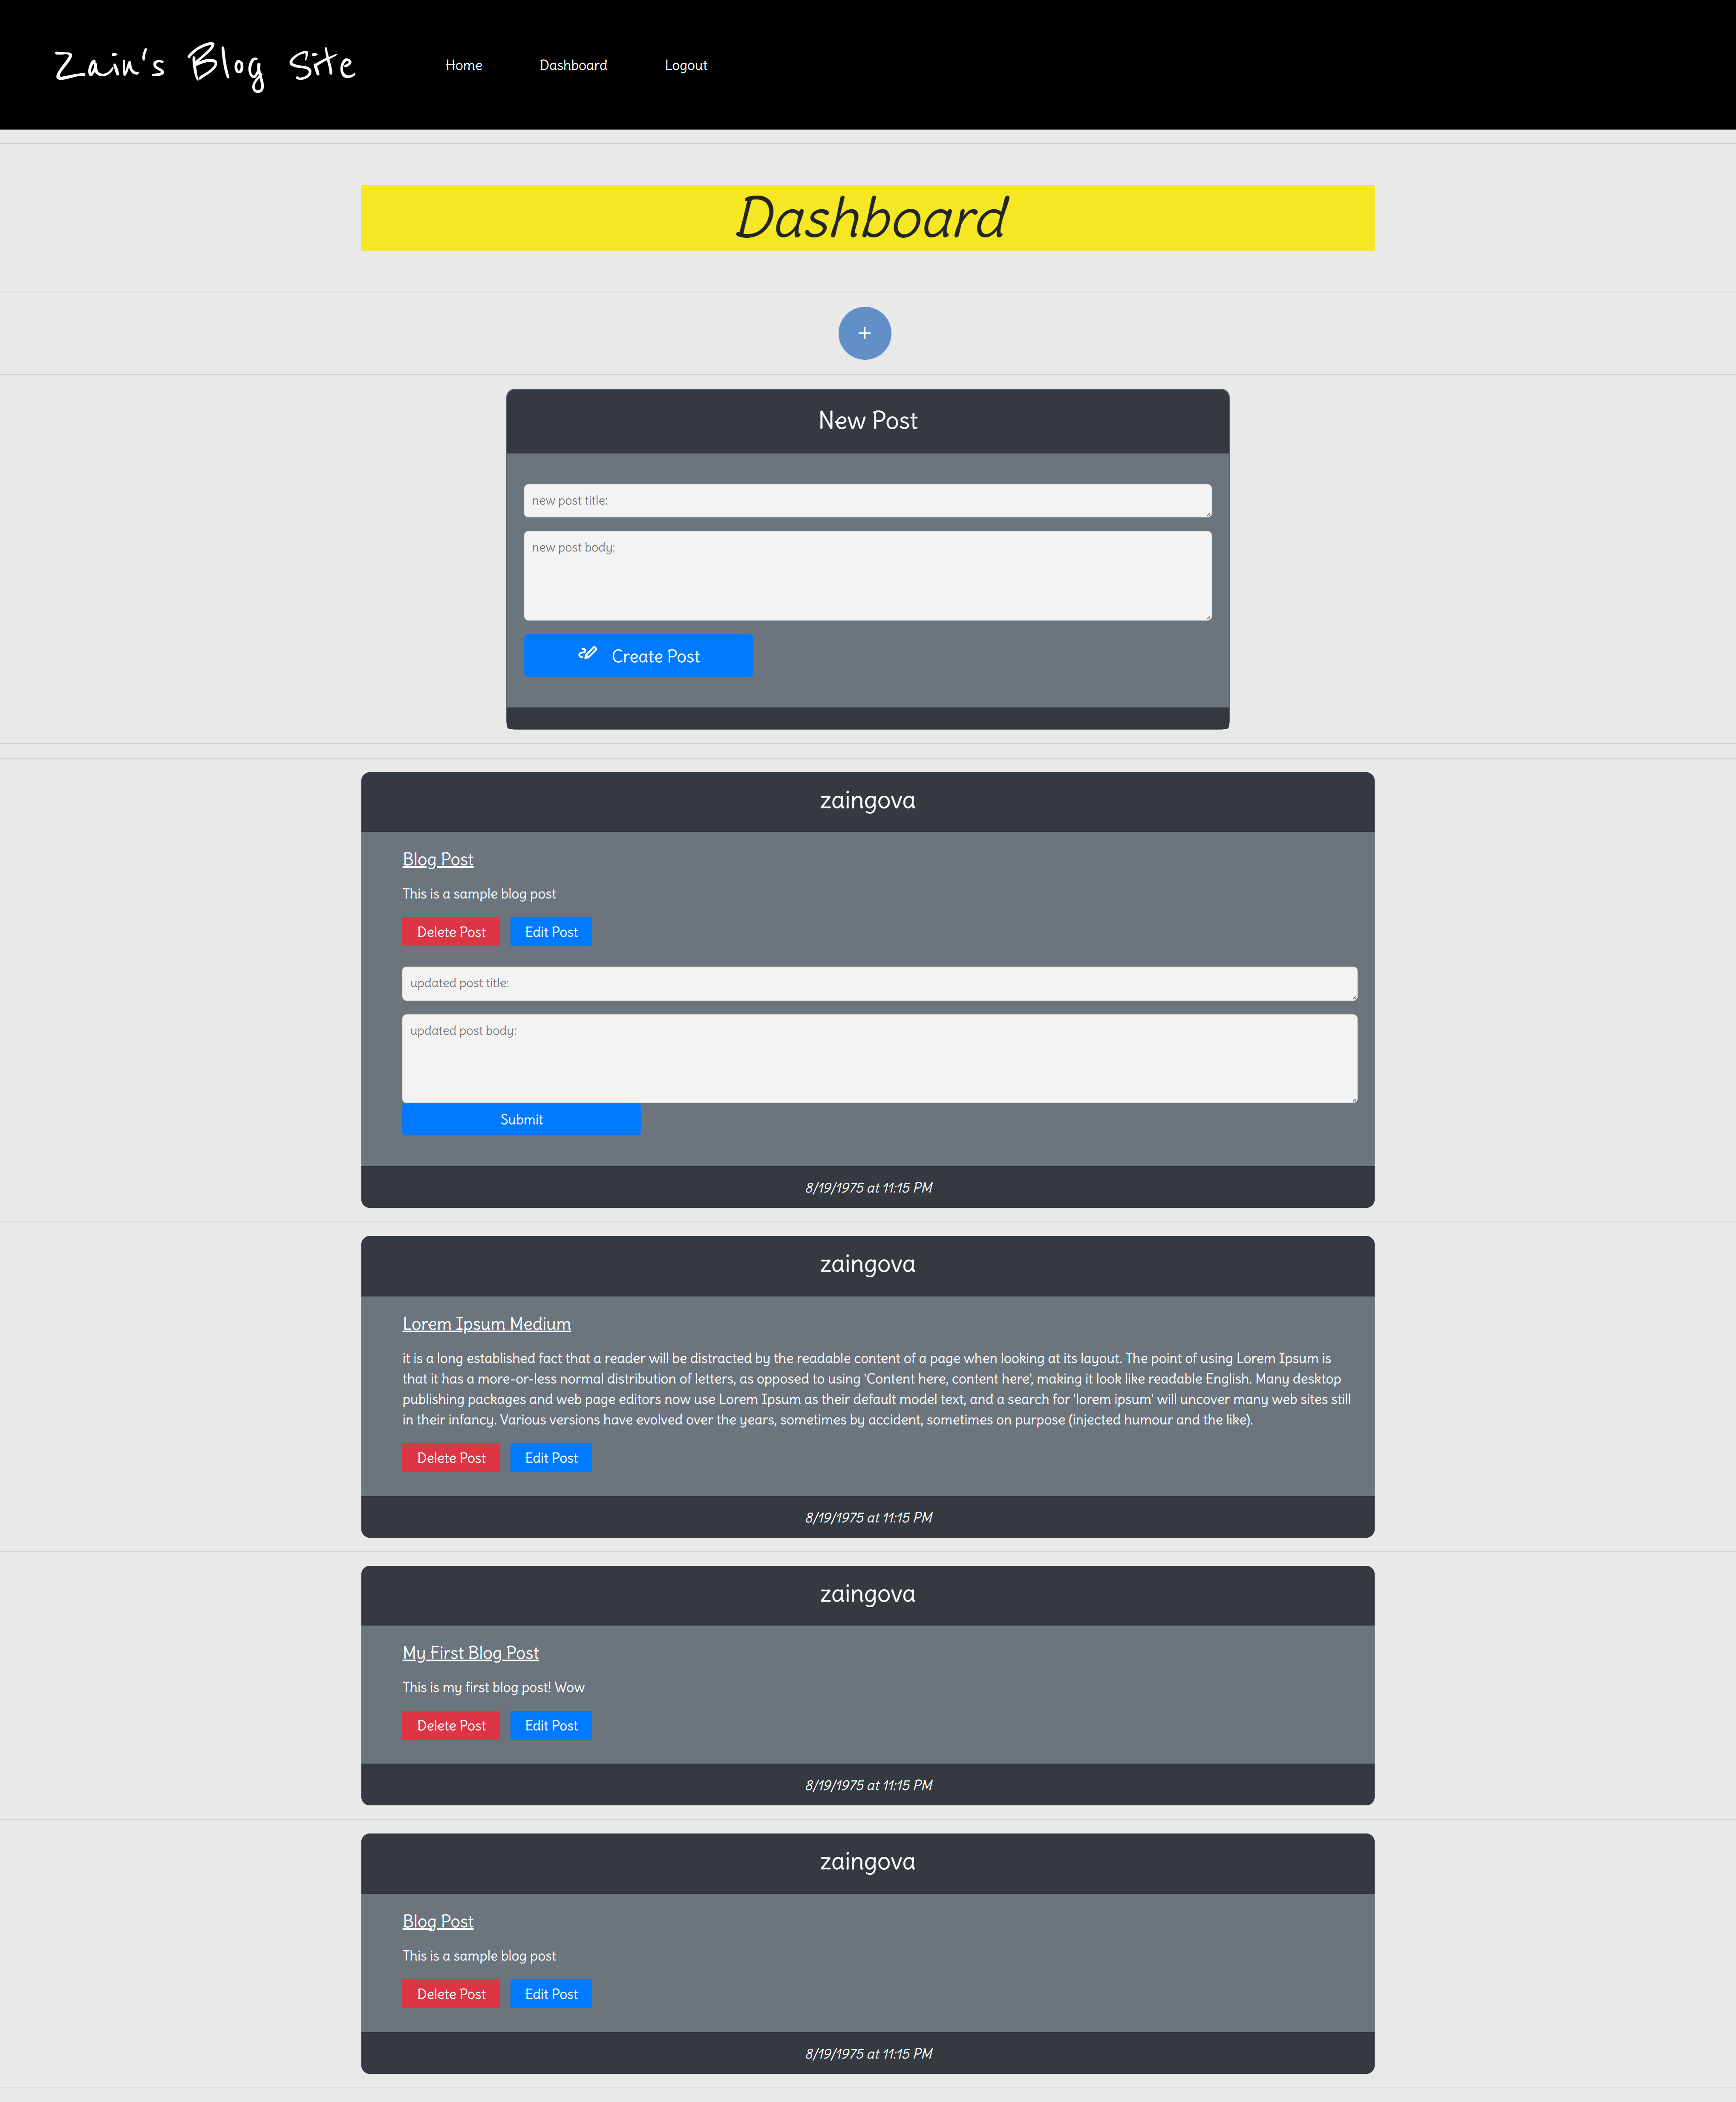 Zain's Blog Site
Home
Dashboard
Logout
Dashboard
+
New Post
new post title:
new post body:
Create Post
zaingova
Blog Post
This is a sample blog post
Delete Post
Edit Post
updated post title:
updated post body:
Submit
8/19/1975 at 11:15 PM
zaingova
Lorem Ipsum Medium
it is a long established fact that a reader will be distracted by the readable content of a page when looking at its layout. The point of using Lorem Ipsum is
that it has a more-or-less normal distribution of letters, as opposed to using 'Content here, content here', making it look like readable English. Many desktop
publishing packages and web page editors now use Lorem Ipsum as their default model text, and a search for 'lorem ipsum' will uncover many web sites still
in their infancy. Various versions have evolved over the years, sometimes by accident, sometimes on purpose (injected humour and the like).
Delete Post
Edit Post
8/19/1975 at 11:15 PM
zaingova
My First Blog Post
This is my first blog post! Wow
Delete Post
Edit Post
8/19/1975 at 11:15 PM
zaingova
Blog Post
This is a sample blog post
Delete Post
Edit Post
8/19/1975 at 11:15 PM